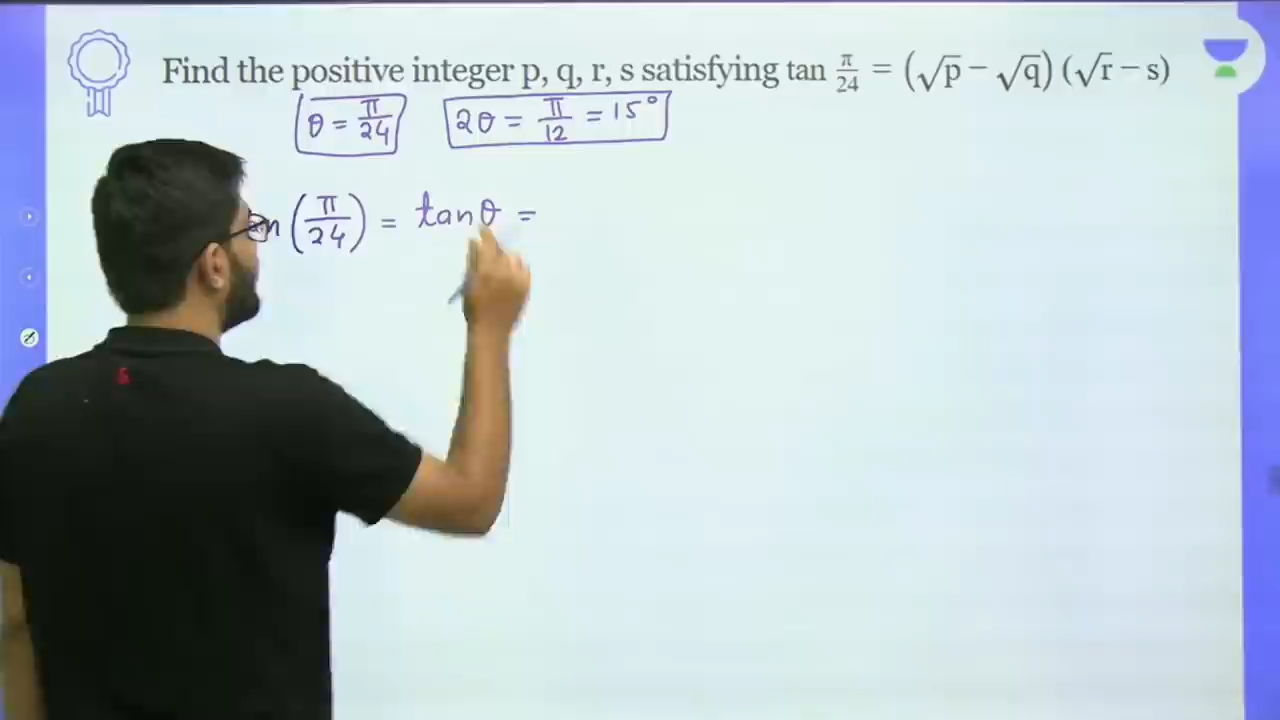 Find the positive integer p, q, r, s satisfying tan π/24 = (√p − √q) (√r − s)
θ = π/24 2θ = π/12 = 15°
n (π/24) = tanθ =